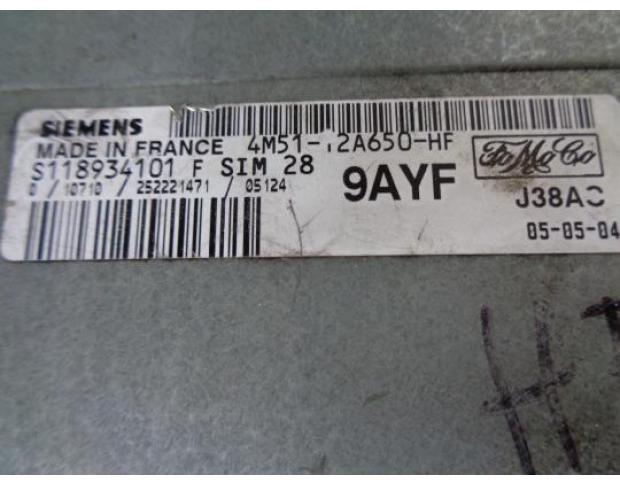 SIEMENS
MADE IN FRANCE 4M51-12A650-HF
S118934101 F SIM 28
0 / 10710 / 252221471 / 05124
9AYF
FoMoCo
J38AC
05-05-04
H